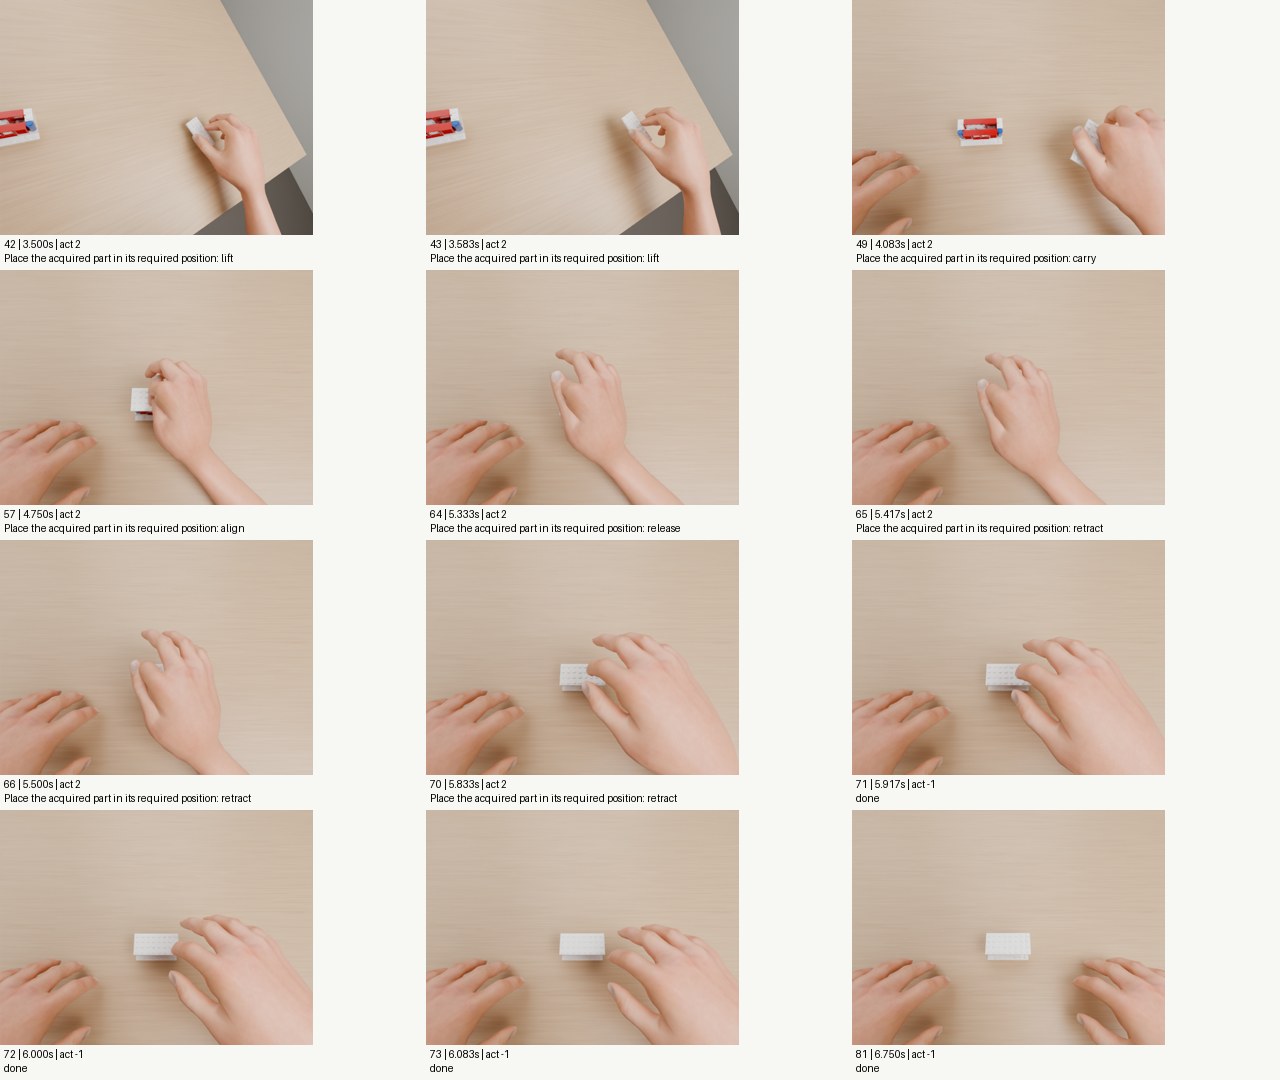 42 | 3.500s | act 2
Place the acquired part in its required position: lift
43 | 3.583s | act 2
Place the acquired part in its required position: lift
49 | 4.083s | act 2
Place the acquired part in its required position: carry
57 | 4.750s | act 2
Place the acquired part in its required position: align
64 | 5.333s | act 2
Place the acquired part in its required position: release
65 | 5.417s | act 2
Place the acquired part in its required position: retract
66 | 5.500s | act 2
Place the acquired part in its required position: retract
70 | 5.833s | act 2
Place the acquired part in its required position: retract
71 | 5.917s | act -1
done
72 | 6.000s | act -1
done
73 | 6.083s | act -1
done
81 | 6.750s | act -1
done